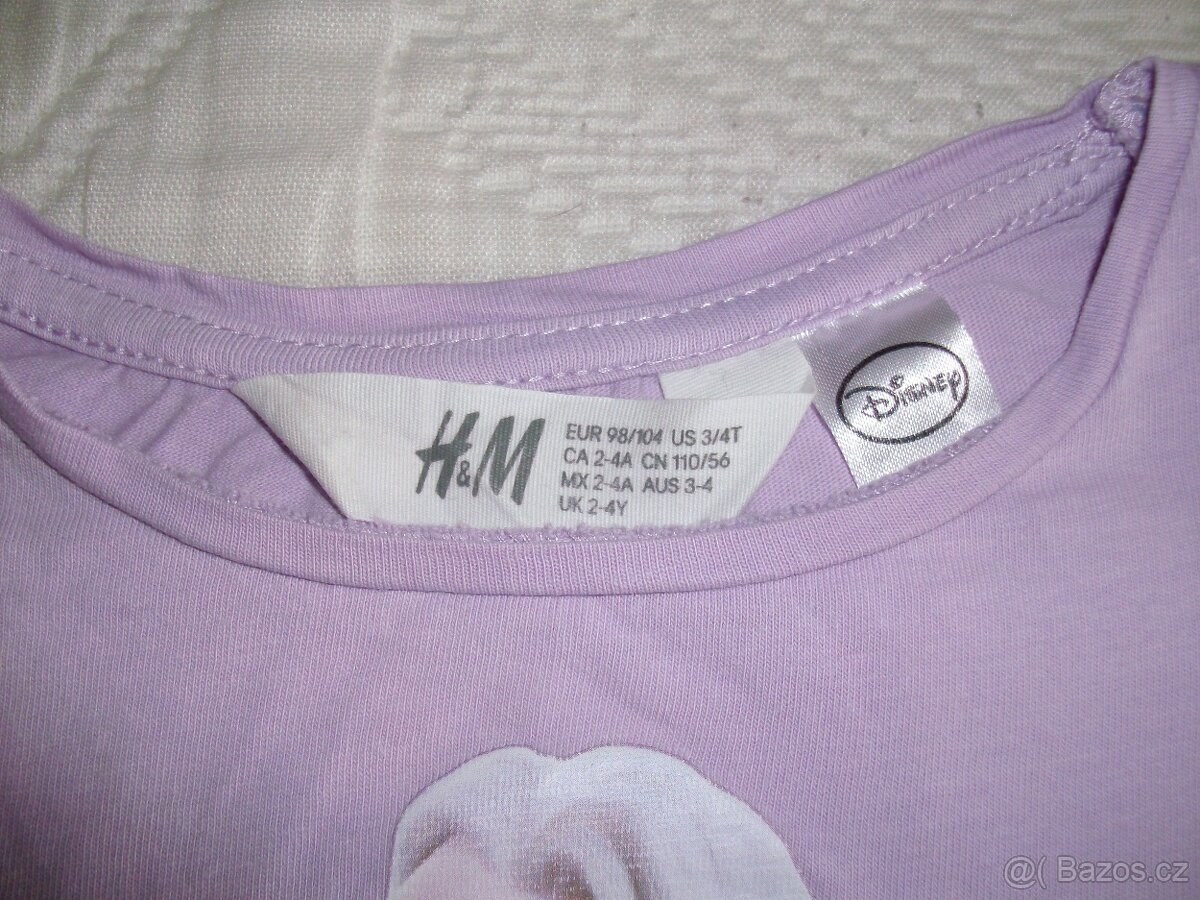 H&M
EUR 98/104 US 3/4T
CA 2-4A CN 110/56
MX 2-4A AUS 3-4
UK 2-4Y
Disney
@( Bazos.cz